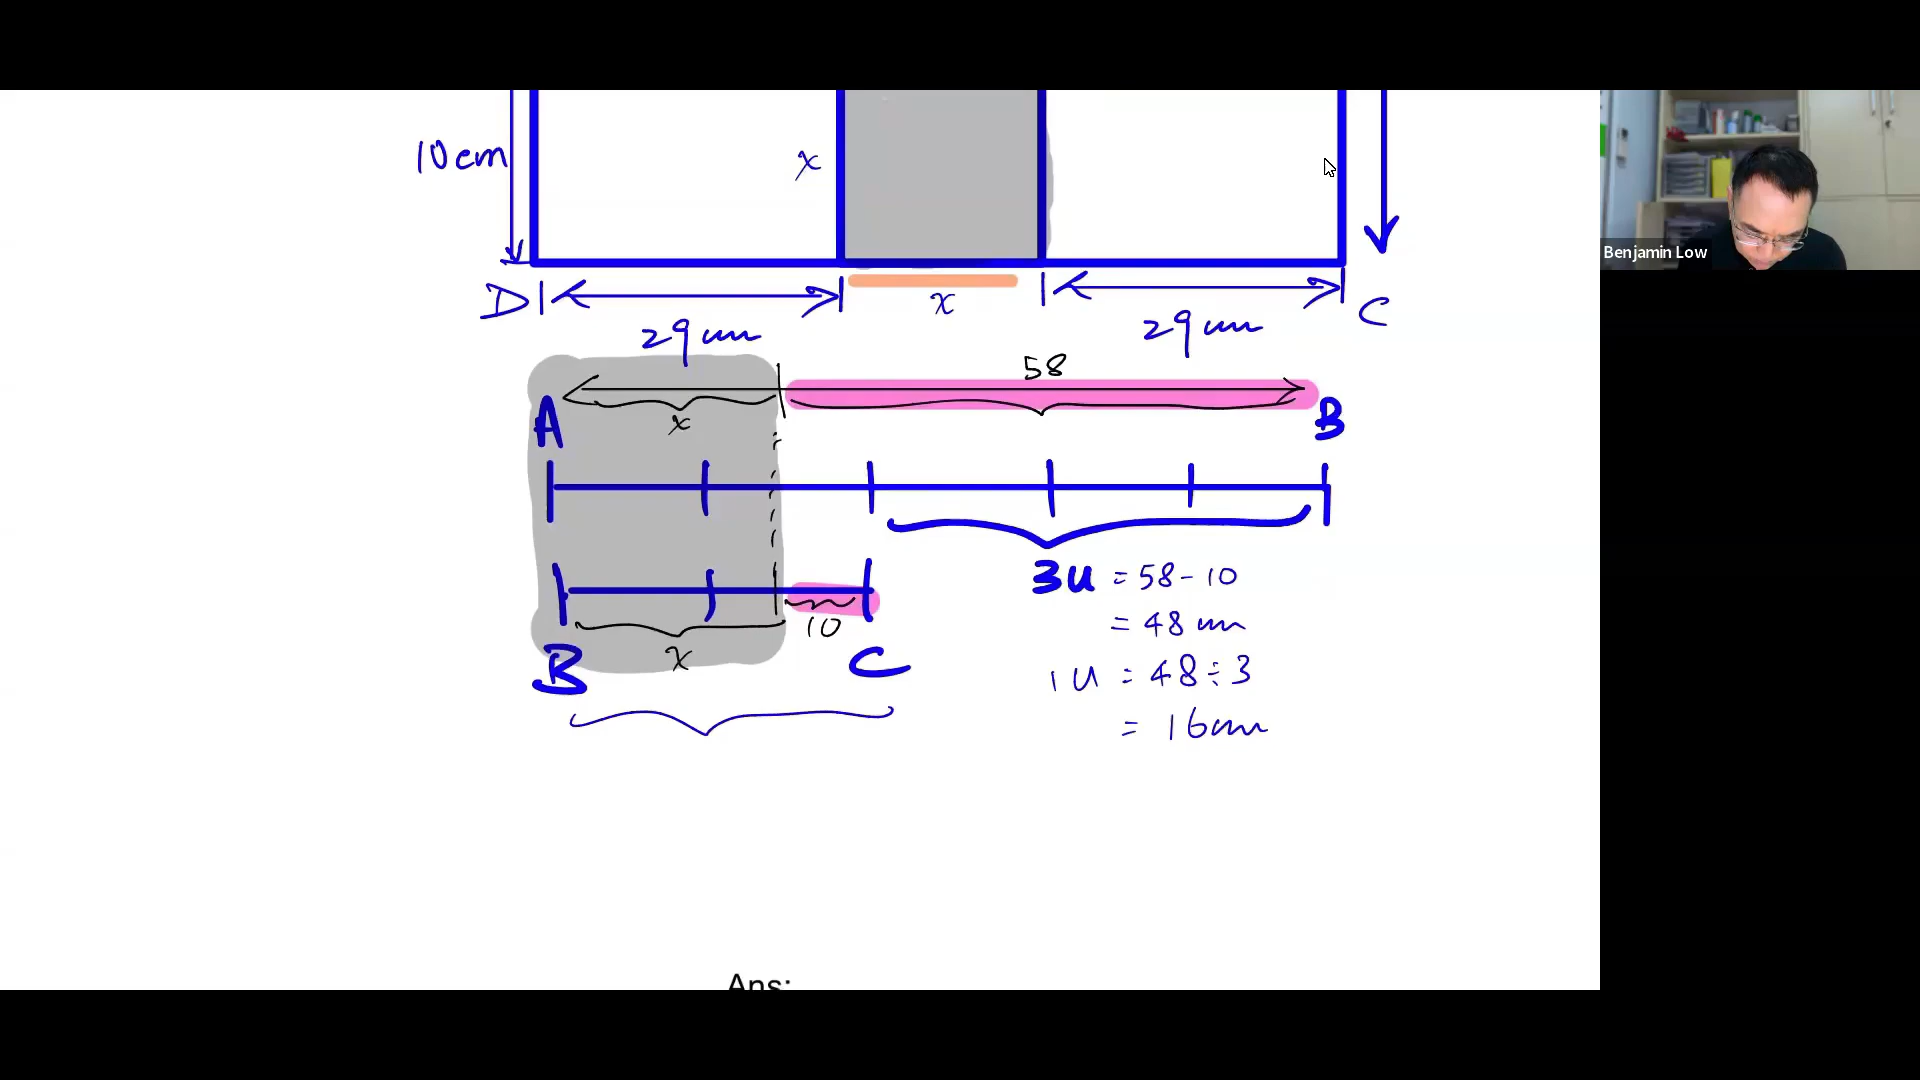 10cm
x
Benjamin Low
D
x
C
29cm
29cm
58
A
x
B
3u = 58 - 10
10
= 48 cm
B
x
C
1u = 48 ÷ 3
= 16cm
Ans: